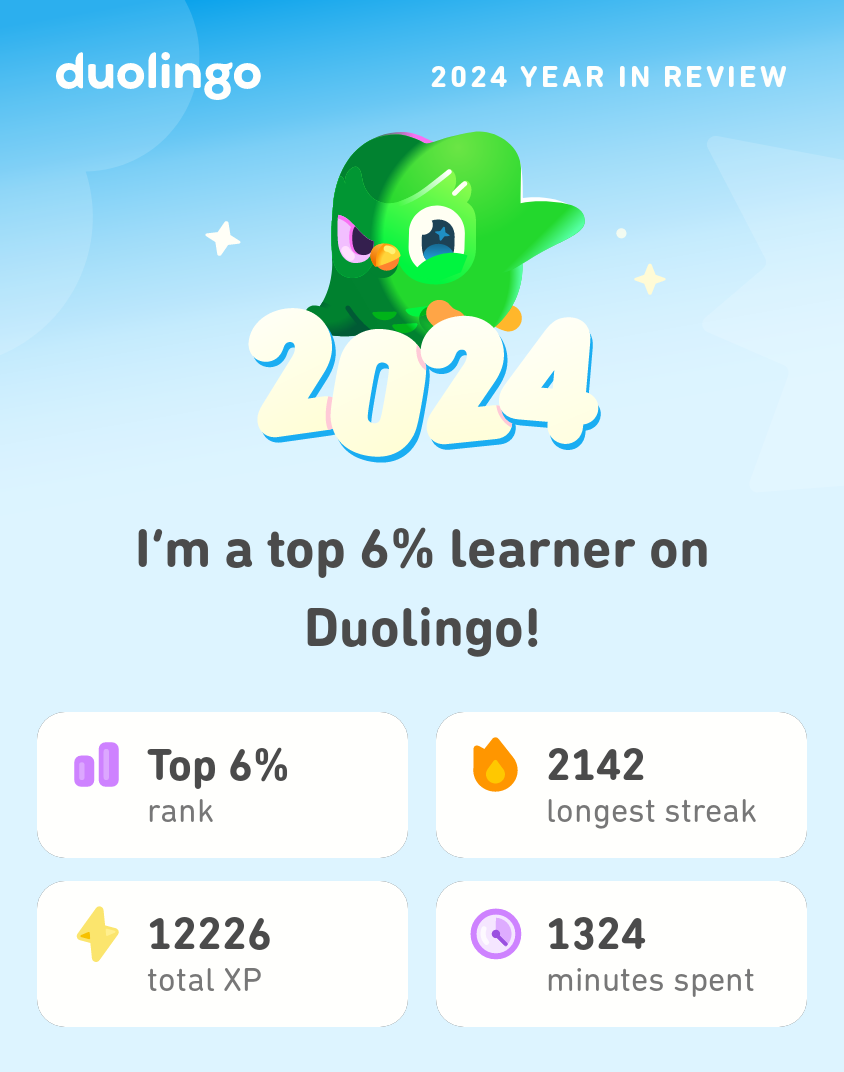 duolingo
2024 YEAR IN REVIEW
2024
I'm a top 6% learner on
Duolingo!
Top 6%
rank
2142
longest streak
12226
total XP
1324
minutes spent